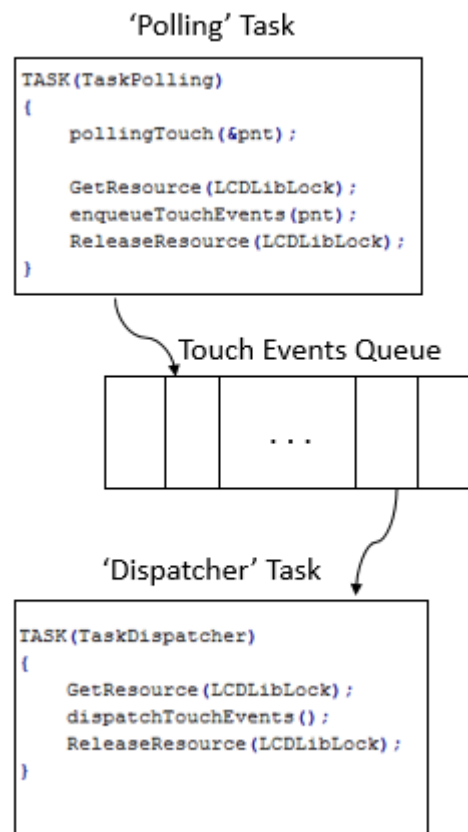 ‘Polling’ Task
TASK(TaskPolling)
{
pollingTouch(&pnt);
GetResource(LCDLibLock);
enqueueTouchEvents(pnt);
ReleaseResource(LCDLibLock);
}
Touch Events Queue
. . .
‘Dispatcher’ Task
TASK(TaskDispatcher)
{
GetResource(LCDLibLock);
dispatchTouchEvents();
ReleaseResource(LCDLibLock);
}